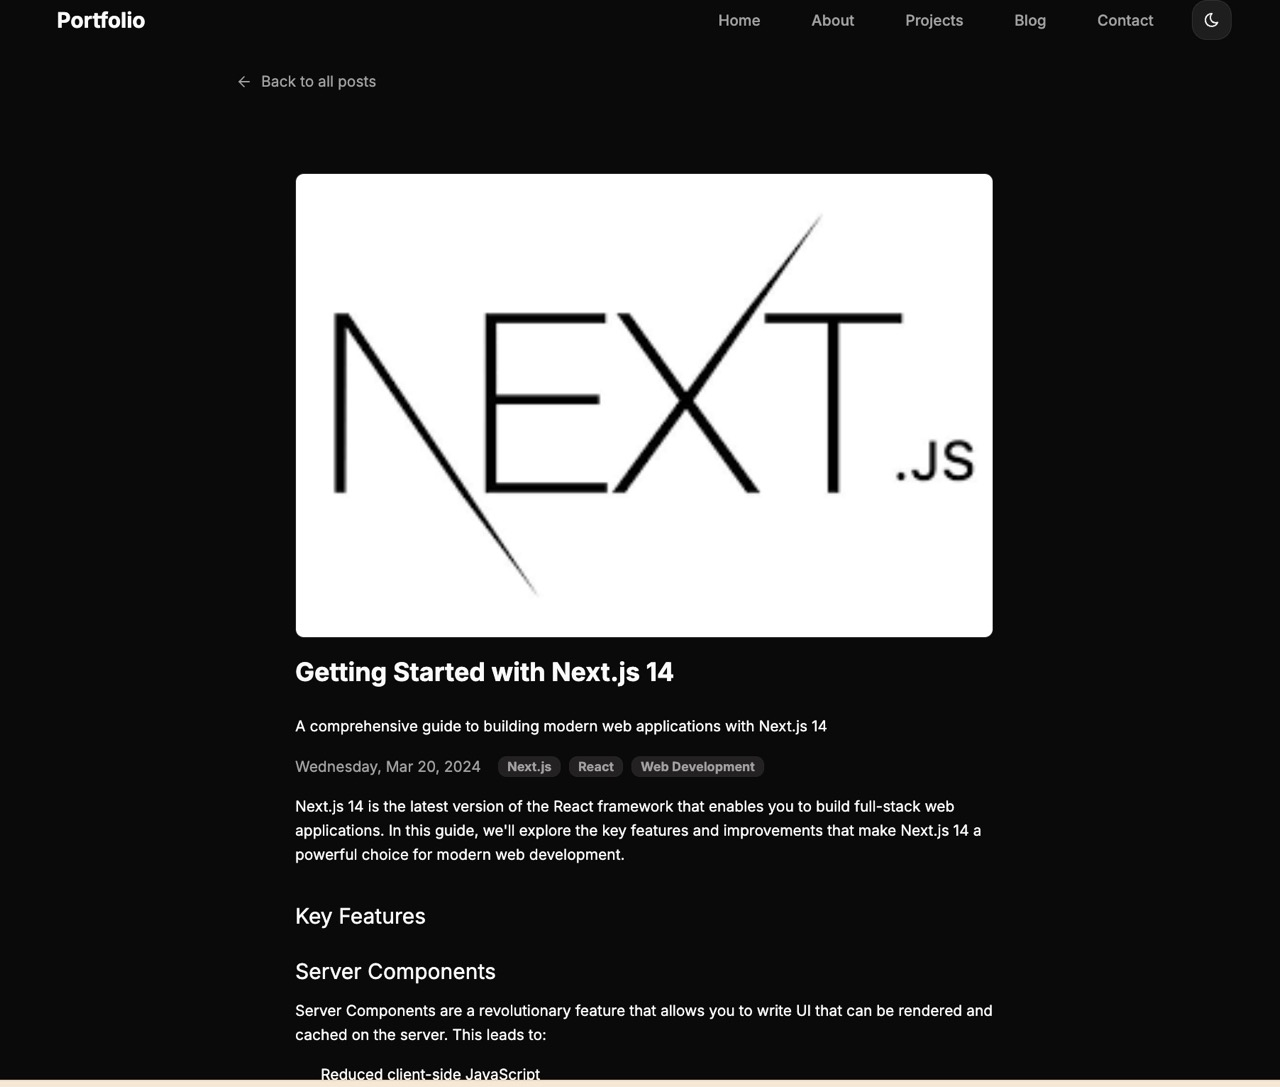 Portfolio
Home About Projects Blog Contact
Back to all posts
NEXT.JS
Getting Started with Next.js 14
A comprehensive guide to building modern web applications with Next.js 14
Wednesday, Mar 20, 2024 Next.js React Web Development
Next.js 14 is the latest version of the React framework that enables you to build full-stack web
applications. In this guide, we'll explore the key features and improvements that make Next.js 14 a
powerful choice for modern web development.
Key Features
Server Components
Server Components are a revolutionary feature that allows you to write UI that can be rendered and
cached on the server. This leads to:
Reduced client-side JavaScript